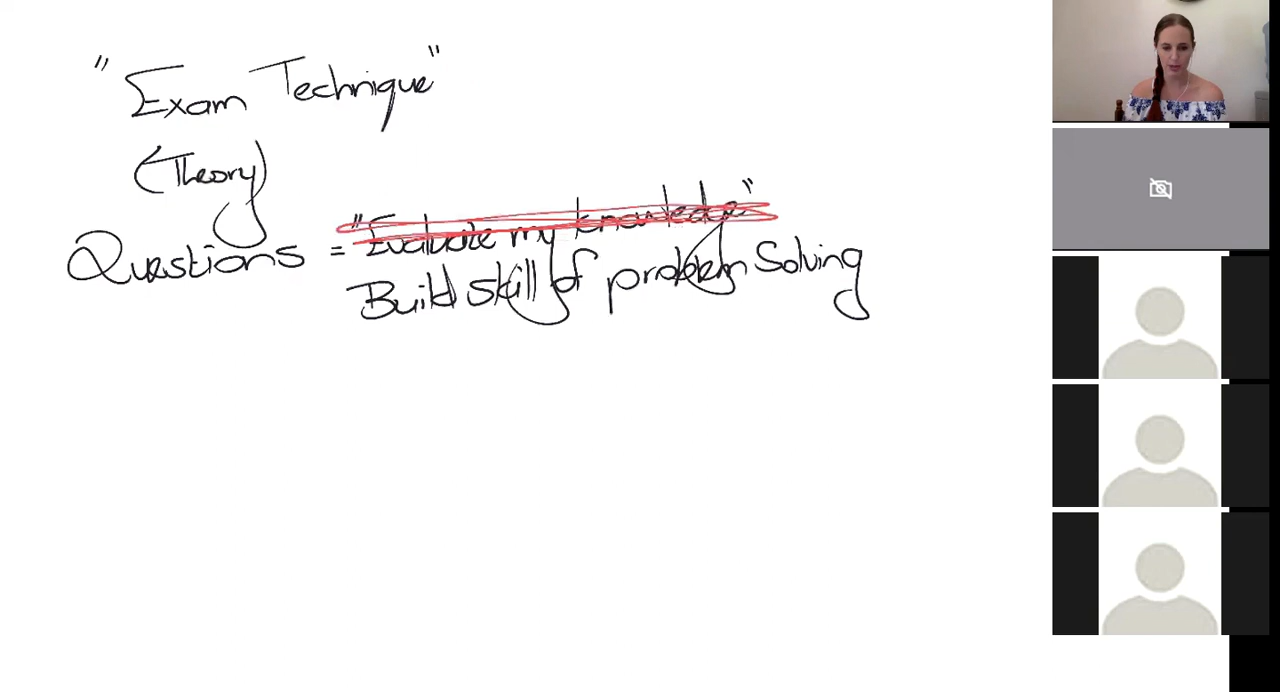 "Exam Technique"
(Theory)
Questions = "Evaluate my knowledge"
Build skill of problem Solving